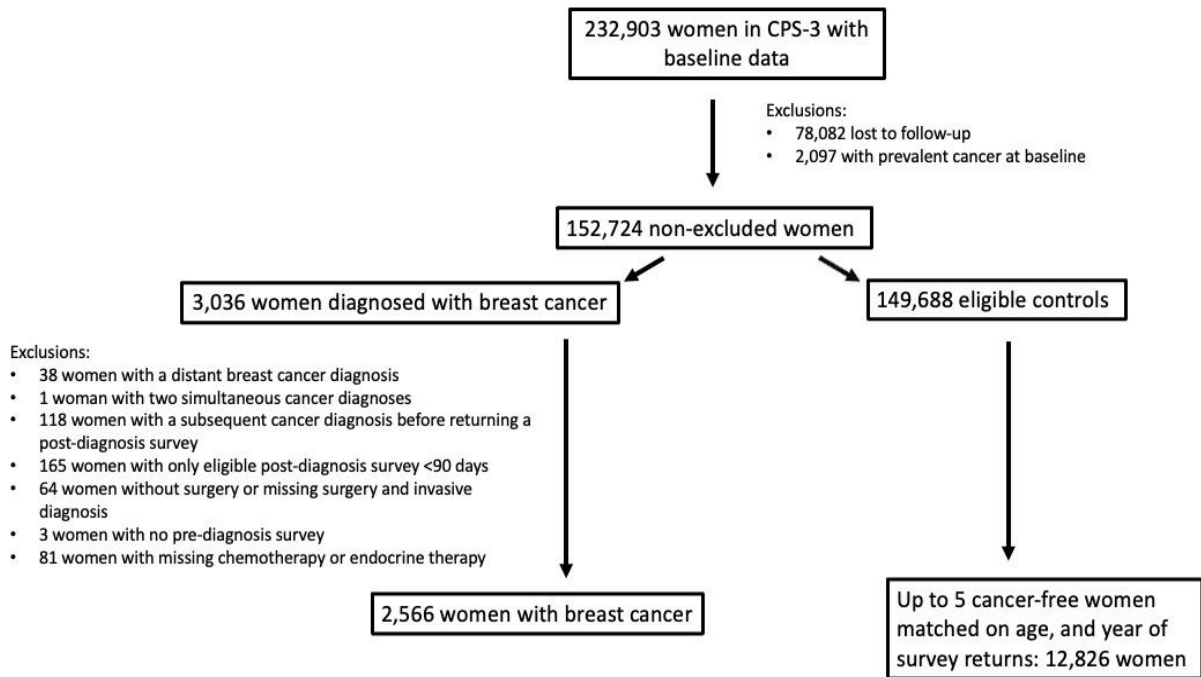 232,903 women in CPS-3 with
baseline data
Exclusions:
• 78,082 lost to follow-up
• 2,097 with prevalent cancer at baseline
152,724 non-excluded women
3,036 women diagnosed with breast cancer
149,688 eligible controls
Exclusions:
• 38 women with a distant breast cancer diagnosis
• 1 woman with two simultaneous cancer diagnoses
• 118 women with a subsequent cancer diagnosis before returning a
post-diagnosis survey
• 165 women with only eligible post-diagnosis survey <90 days
• 64 women without surgery or missing surgery and invasive
diagnosis
• 3 women with no pre-diagnosis survey
• 81 women with missing chemotherapy or endocrine therapy
2,566 women with breast cancer
Up to 5 cancer-free women
matched on age, and year of
survey returns: 12,826 women